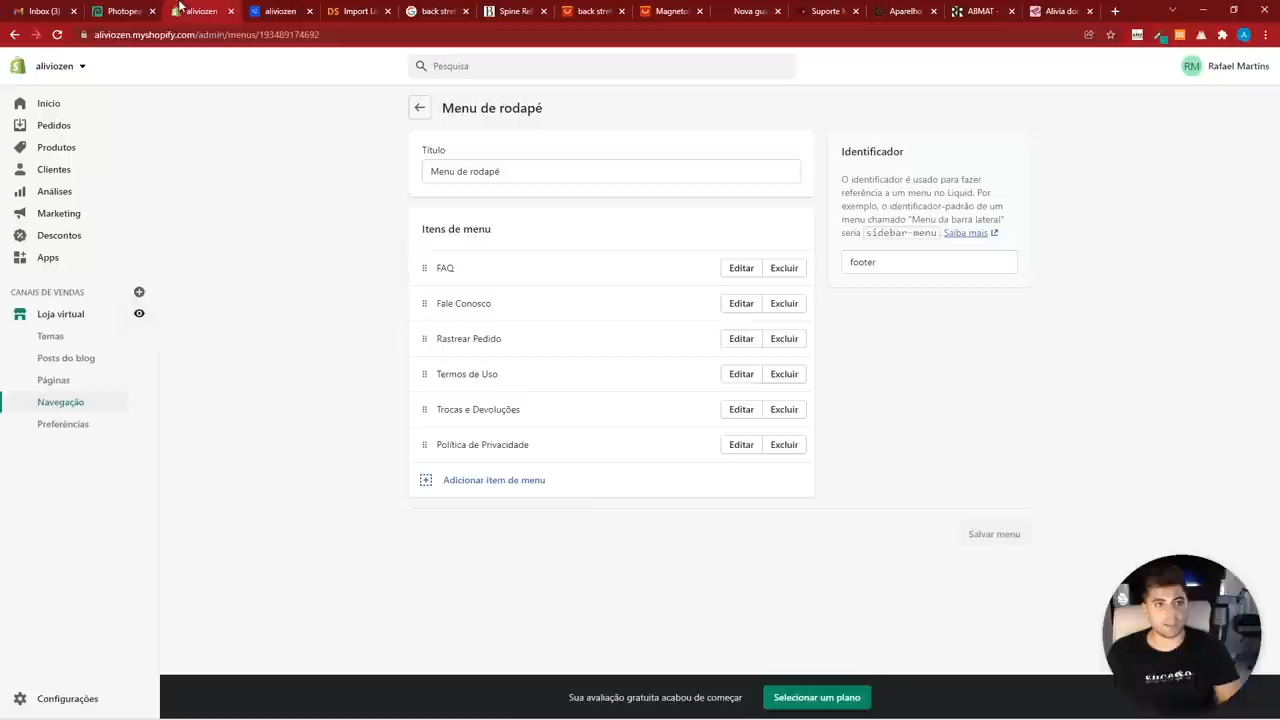 Inbox (3)
Photopea
aliviozen
aliviozen
Import Li
back stre
Spine Rel
back strel
Magneto
Nova gui
Suporte M
Aparelho
ABMAT -
Alivia dor
aliviozen.myshopify.com/admin/menus/193489174692
aliviozen
Pesquisa
RM
Rafael Martins
Início
Pedidos
Produtos
Clientes
Análises
Marketing
Descontos
Apps
CANAIS DE VENDAS
Loja virtual
Temas
Posts do blog
Páginas
Navegação
Preferências
Configurações
Menu de rodapé
Título
Menu de rodapé
Itens de menu
FAQ
Editar
Excluir
Fale Conosco
Editar
Excluir
Rastrear Pedido
Editar
Excluir
Termos de Uso
Editar
Excluir
Trocas e Devoluções
Editar
Excluir
Política de Privacidade
Editar
Excluir
Adicionar item de menu
Identificador
O identificador é usado para fazer
referência a um menu no Liquid. Por
exemplo, o identificador-padrão de um
menu chamado "Menu da barra lateral"
seria sidebar-menu. Saiba mais
footer
Salvar menu
Sua avaliação gratuita acabou de começar
Selecionar um plano